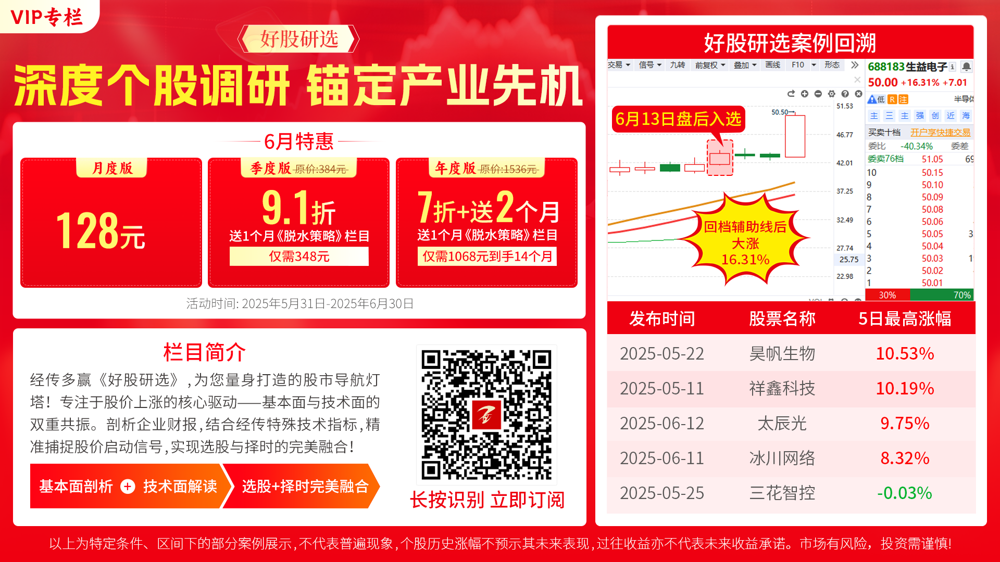 VIP专栏
好股研选
深度个股调研 锚定产业先机
6月特惠
月度版
128元
季度版 原价:384元
9.1折
送1个月《脱水策略》栏目
仅需348元
年度版 原价:1536元
7折+送2个月
送1个月《脱水策略》栏目
仅需1068元到手14个月
活动时间: 2025年5月31日-2025年6月30日
栏目简介
经传多赢《好股研选》,为您量身打造的股市导航灯
塔！专注于股价上涨的核心驱动——基本面与技术面的
双重共振。剖析企业财报,结合经传特殊技术指标,精
准捕捉股价启动信号,实现选股与择时的完美融合!
基本面剖析 + 技术面解读
选股+择时完美融合
长按识别 立即订阅
好股研选案例回溯
交易 信号 九转 前复权 叠加 画线 F10 形态
688183 生益电子
50.00 +16.31% +7.01
低 R 注 半导体
主 三 主 强 创 近 海
买卖十档 开户享快捷交易
委比 -40.34% 委差
委卖76档 51.05 69
10 50.15
9 50.10
8 50.09
7 50.08
6 50.06
5 50.05 3
4 50.04
3 50.03 1
2 50.02
1 50.01
30% 70%
50.50
51.53
46.77
42.01
37.25
32.49
27.74
25.75
22.98
6月13日盘后入选
回档辅助线后
大涨
16.31%
发布时间 股票名称 5日最高涨幅
2025-05-22 昊帆生物 10.53%
2025-05-11 祥鑫科技 10.19%
2025-06-12 太辰光 9.75%
2025-06-11 冰川网络 8.32%
2025-05-25 三花智控 -0.03%
以上为特定条件、区间下的部分案例展示,不代表普遍现象,个股历史涨幅不预示其未来表现,过往收益亦不代表未来收益承诺。市场有风险，投资需谨慎!